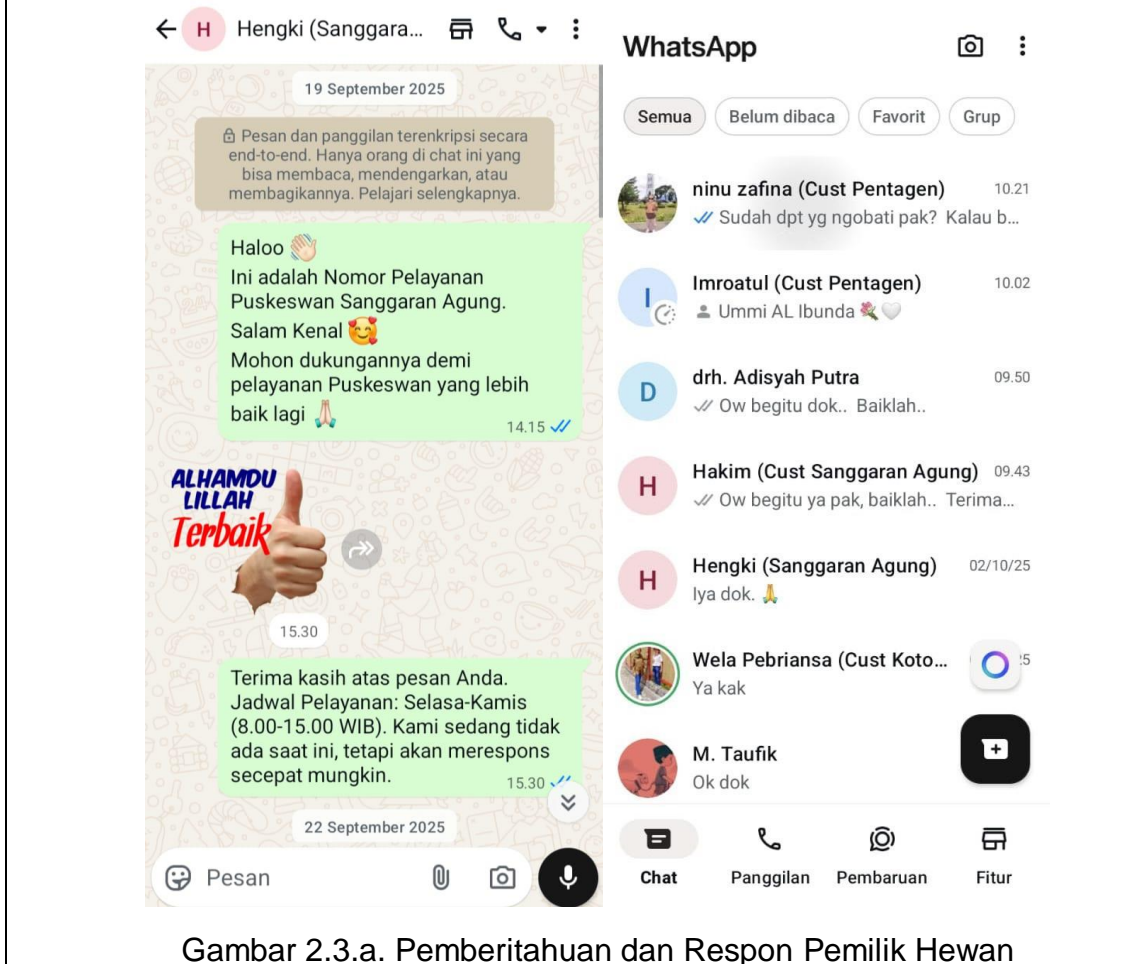 H Hengki (Sanggara...
19 September 2025
Pesan dan panggilan terenkripsi secara
end-to-end. Hanya orang di chat ini yang
bisa membaca, mendengarkan, atau
membagikannya. Pelajari selengkapnya.
Haloo 👋🏻
Ini adalah Nomor Pelayanan
Puskeswan Sanggaran Agung.
Salam Kenal 🥰
Mohon dukungannya demi
pelayanan Puskeswan yang lebih
baik lagi 🙏🏻
14.15
ALHAMDU
LILLAH
Terbaik
15.30
Terima kasih atas pesan Anda.
Jadwal Pelayanan: Selasa-Kamis
(8.00-15.00 WIB). Kami sedang tidak
ada saat ini, tetapi akan merespons
secepat mungkin.
15.30
22 September 2025
Pesan
WhatsApp
Semua Belum dibaca Favorit Grup
ninu zafina (Cust Pentagen) 10.21
Sudah dpt yg ngobati pak? Kalau b...
I Imroatul (Cust Pentagen) 10.02
Ummi AL Ibunda 💐🤍
D drh. Adisyah Putra 09.50
Ow begitu dok.. Baiklah..
H Hakim (Cust Sanggaran Agung) 09.43
Ow begitu ya pak, baiklah.. Terima...
H Hengki (Sanggaran Agung) 02/10/25
Iya dok. 🙏
Wela Pebriansa (Cust Koto... 5
Ya kak
M. Taufik
Ok dok
Chat Panggilan Pembaruan Fitur
Gambar 2.3.a. Pemberitahuan dan Respon Pemilik Hewan